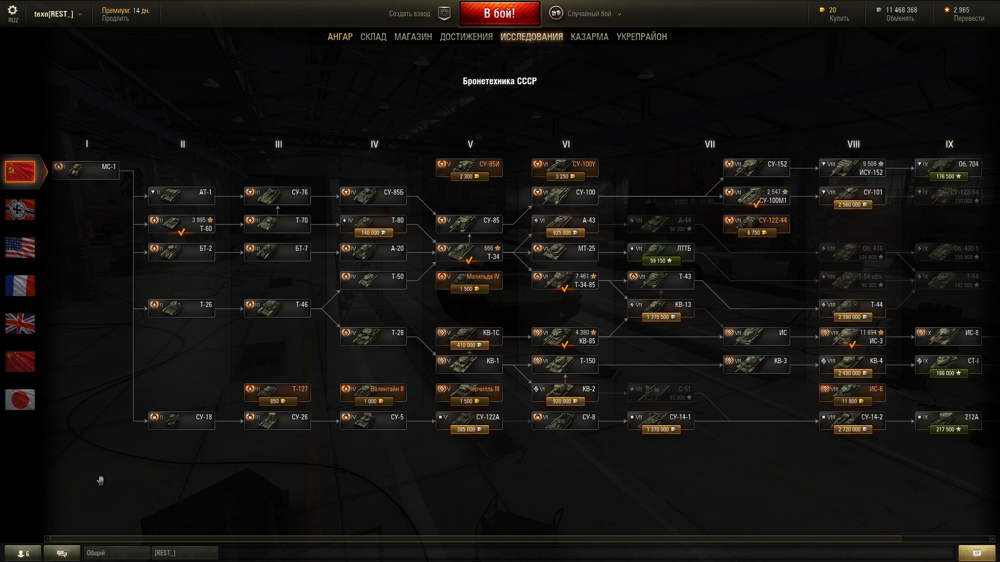 RU2
texn[REST_]
Премиум: 14 дн.
Продлить
Создать взвод
В бой!
Случайный бой
20
Купить
11 468 368
Обменять
2 965
Перевести
АНГАР СКЛАД МАГАЗИН ДОСТИЖЕНИЯ ИССЛЕДОВАНИЯ КАЗАРМА УКРЕПРАЙОН
Бронетехника СССР
I II III IV V VI VII VIII IX
I МС-1
V СУ-85И
2 300
VI СУ-100Y
3 250
VII СУ-152
VIII 9 508
ИСУ-152
IX Об. 704
176 500
II АТ-1
III СУ-76
IV СУ-85Б
VI СУ-100
VII 2 547
СУ-100М1
VIII СУ-101
2 560 000
IX СУ-122-54
150 000
II 3 995
Т-60
III Т-70
IV Т-80
140 000
V СУ-85
VI А-43
925 000
VII А-44
56 200
VII СУ-122-44
6 750
II БТ-2
III БТ-7
IV А-20
V 666
Т-34
VI МТ-25
VII ЛТТБ
59 150
VIII Об. 416
104 600
IX Об. 430 II
150 500
IV Т-50
V Матильда IV
1 500
VI 7 461
Т-34-85
VII Т-43
VIII Т-54 обл.
96 300
IX Т-54
142 000
II Т-26
III Т-46
VII КВ-13
1 375 500
VIII Т-44
2 390 000
IV Т-28
V КВ-1С
410 000
VI 4 380
КВ-85
VII ИС
VIII 11 694
ИС-3
IX ИС-8
V КВ-1
VI Т-150
VII КВ-3
VIII КВ-4
2 430 000
IX СТ-I
166 000
III Т-127
850
IV Валентайн II
1 000
V Черчилль III
1 500
VI КВ-2
920 000
VII С-51
93 000
VIII ИС-6
11 800
II СУ-18
III СУ-26
IV СУ-5
V СУ-122А
385 000
VI СУ-8
VII СУ-14-1
1 370 000
VIII СУ-14-2
2 720 000
IX 212А
217 500
6
Общий
[REST_]